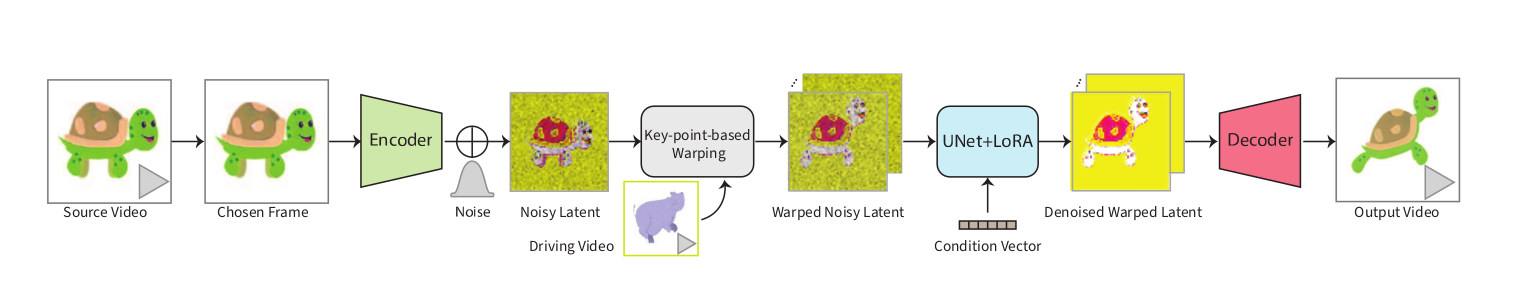 Encoder
Key-point-based
Warping
UNet+LoRA
Decoder
Source Video
Chosen Frame
Noise
Noisy Latent
Warped Noisy Latent
Denoised Warped Latent
Output Video
Driving Video
Condition Vector